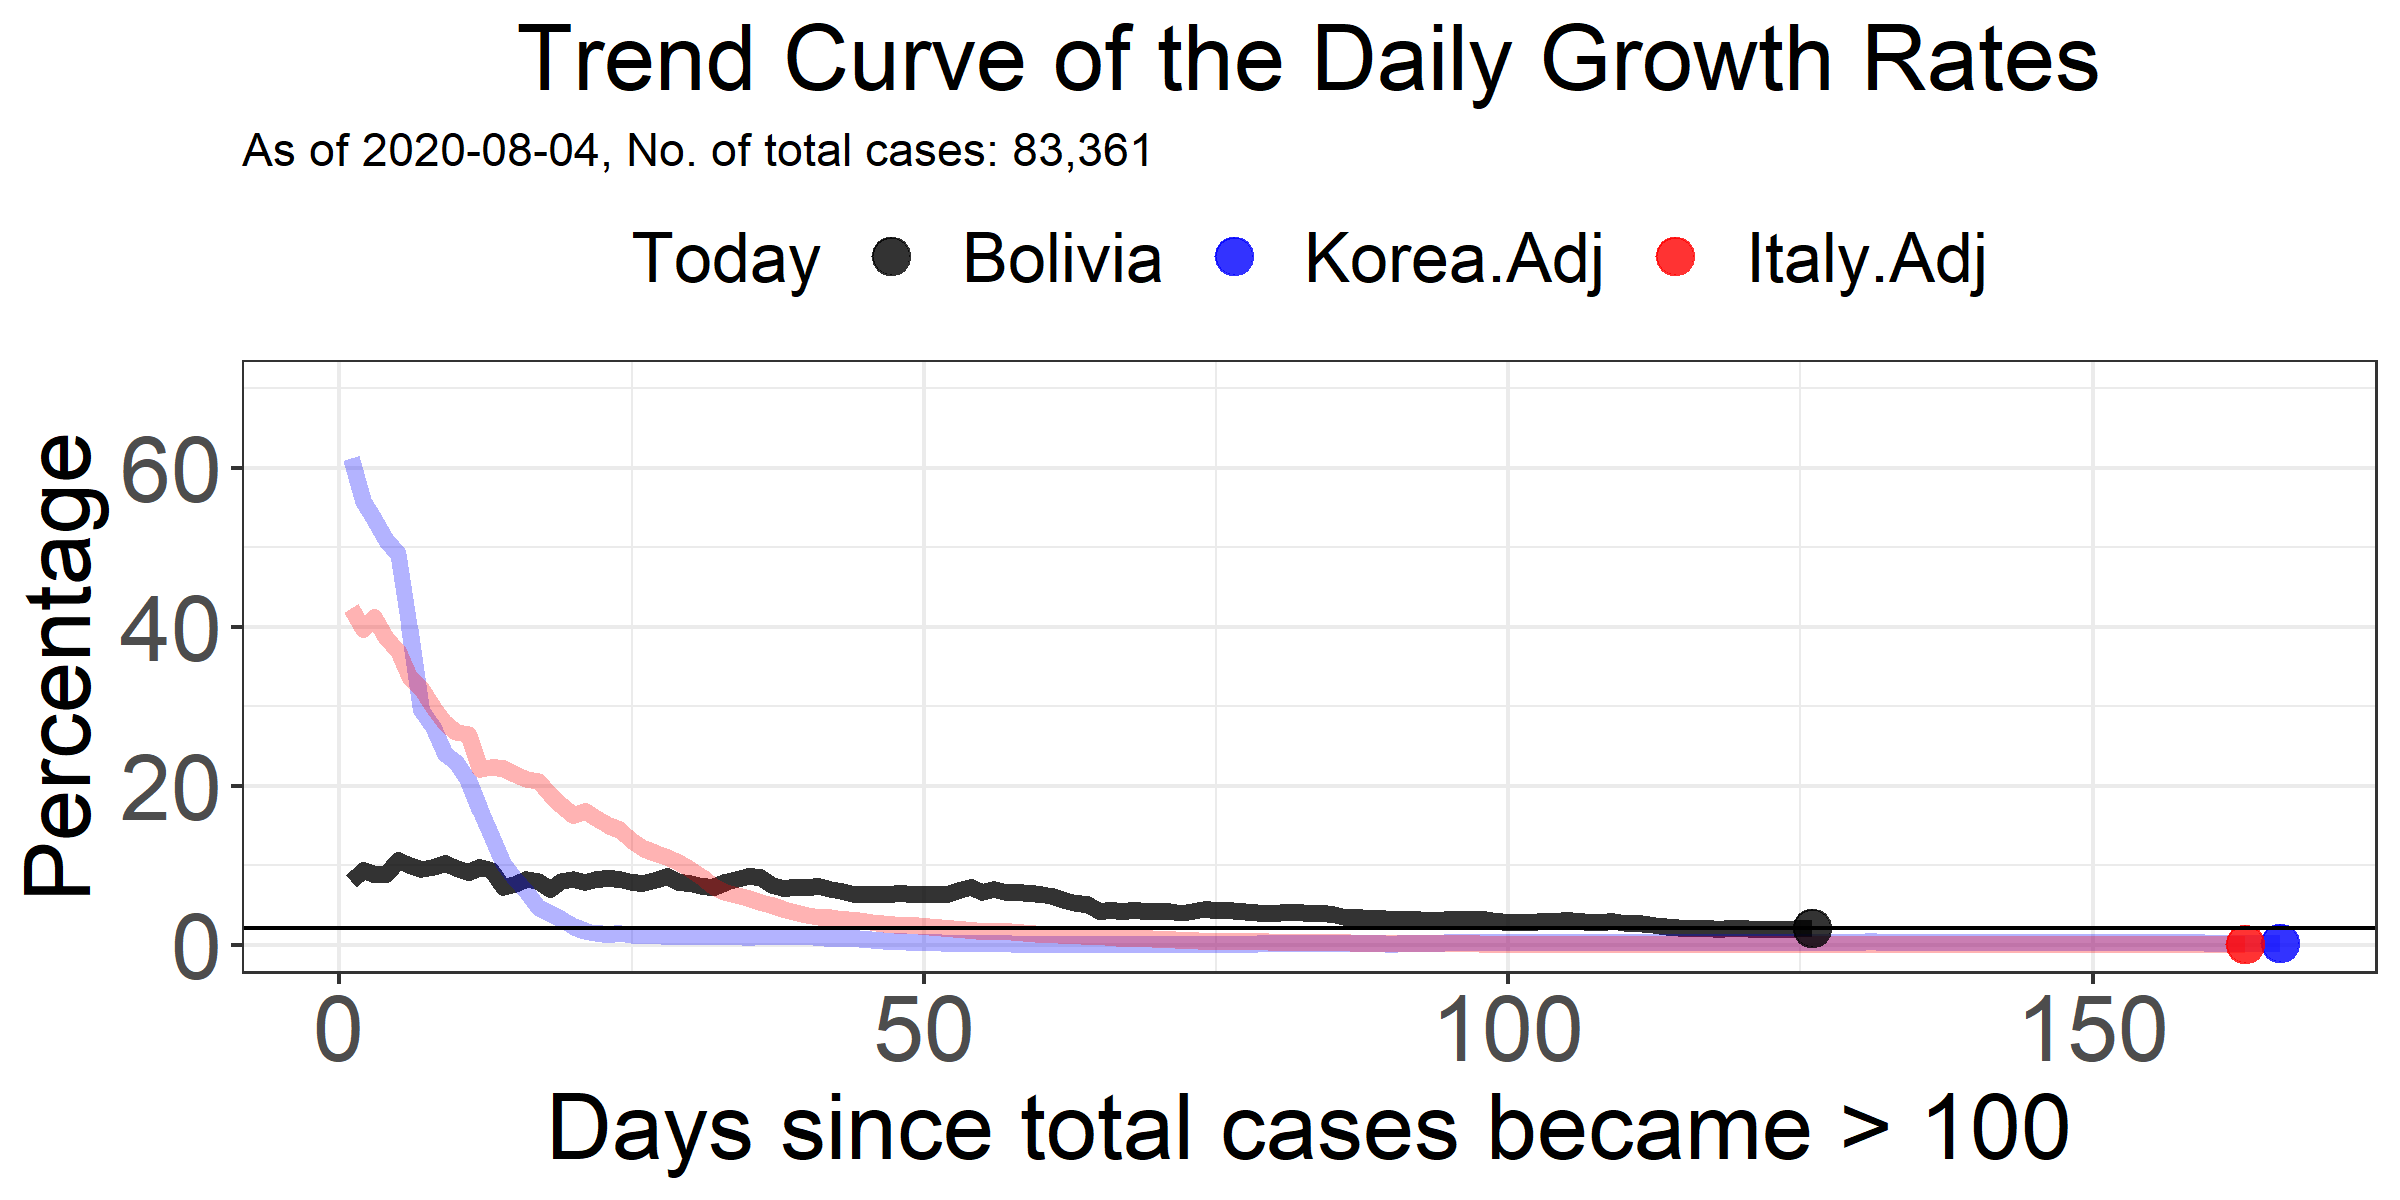 Trend Curve of the Daily Growth Rates
As of 2020-08-04, No. of total cases: 83,361
Today Bolivia Korea.Adj Italy.Adj
Percentage
60
40
20
0
0 50 100 150
Days since total cases became > 100